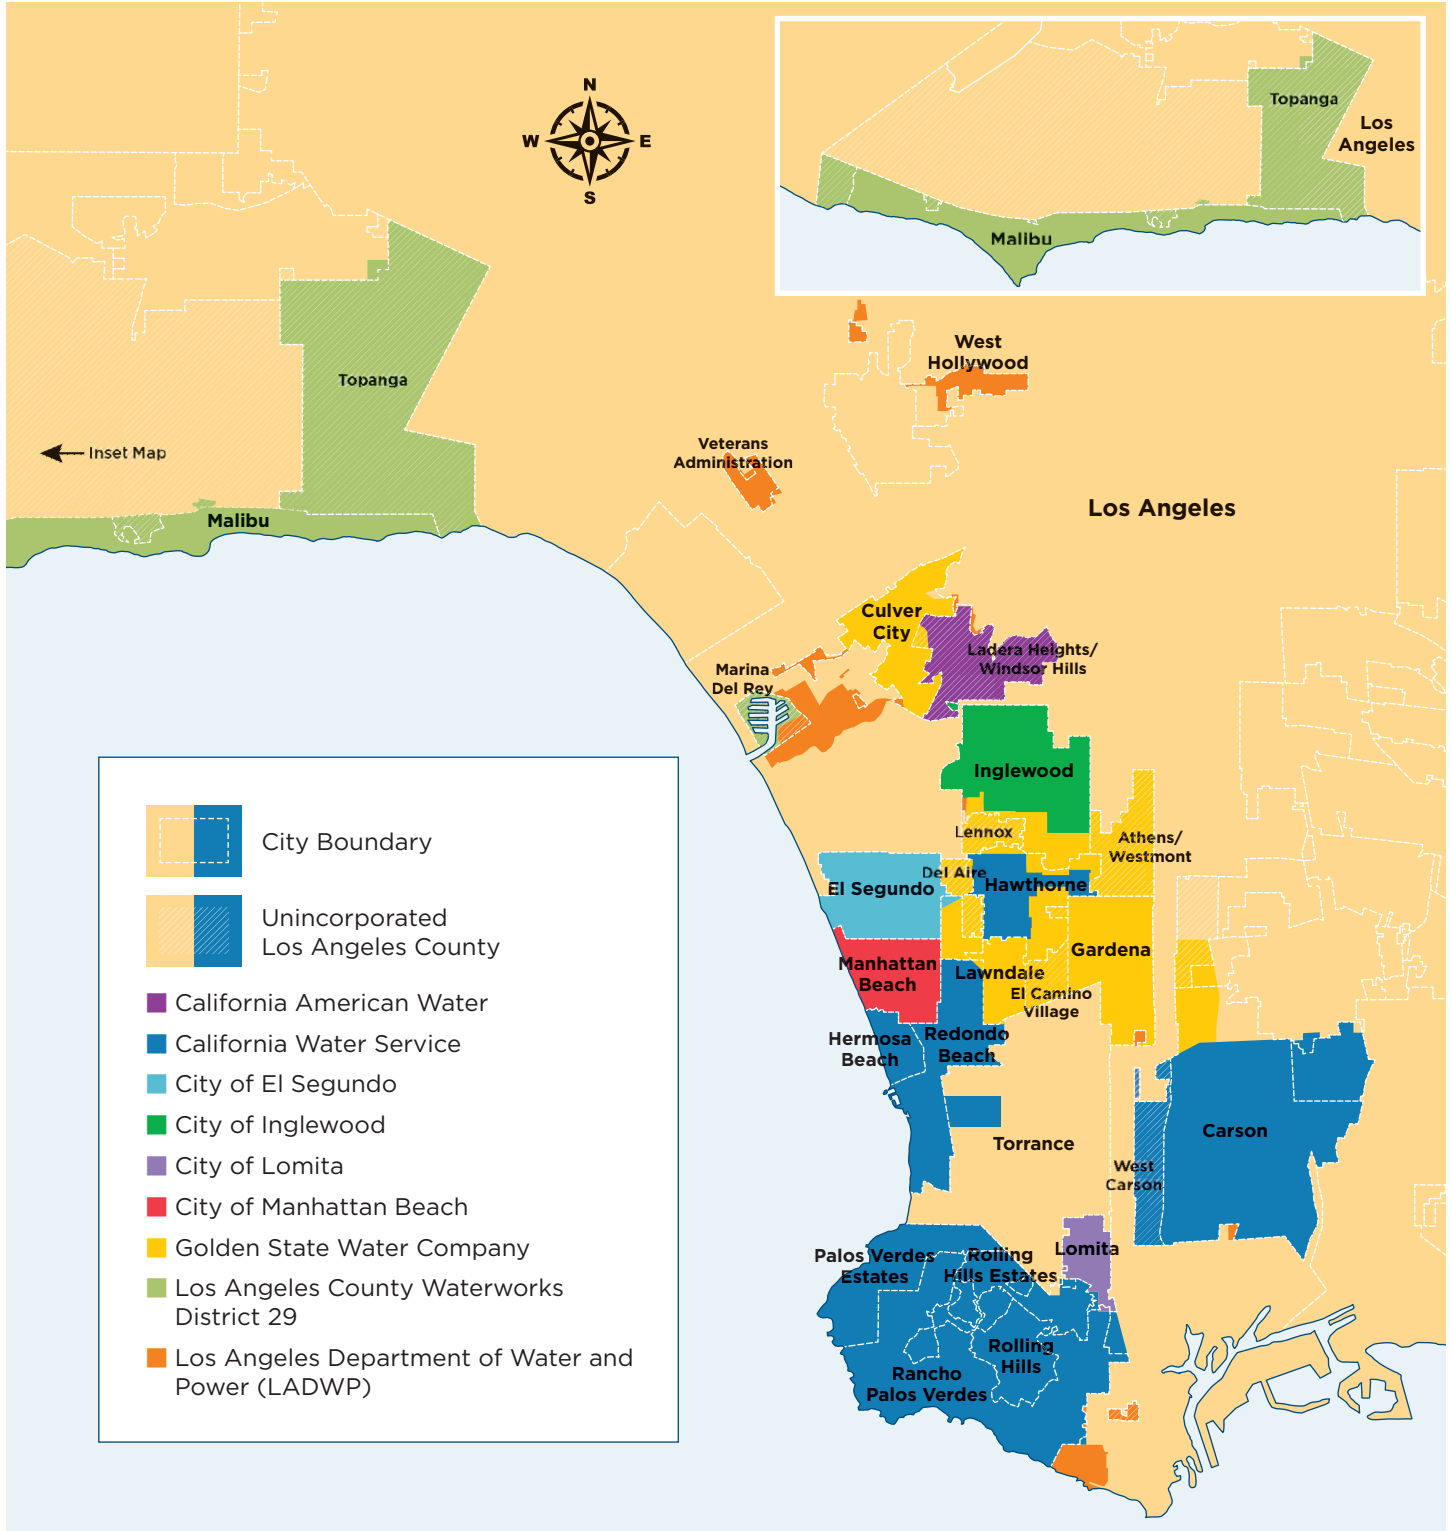 Topanga
Los
Angeles
Malibu
N
W
E
S
West
Hollywood
Topanga
Inset Map
Veterans
Administration
Los Angeles
Malibu
Culver
City
Ladera Heights/
Windsor Hills
Marina
Del Rey
Inglewood
Lennox
Athens/
Westmont
Del Aire
El Segundo
Hawthorne
Gardena
Manhattan
Beach
Lawndale
El Camino
Village
Hermosa
Beach
Redondo
Beach
Carson
Torrance
West
Carson
Lomita
Palos Verdes
Estates
Rolling
Hills Estates
Rolling
Hills
Rancho
Palos Verdes
City Boundary
Unincorporated
Los Angeles County
California American Water
California Water Service
City of El Segundo
City of Inglewood
City of Lomita
City of Manhattan Beach
Golden State Water Company
Los Angeles County Waterworks
District 29
Los Angeles Department of Water and
Power (LADWP)